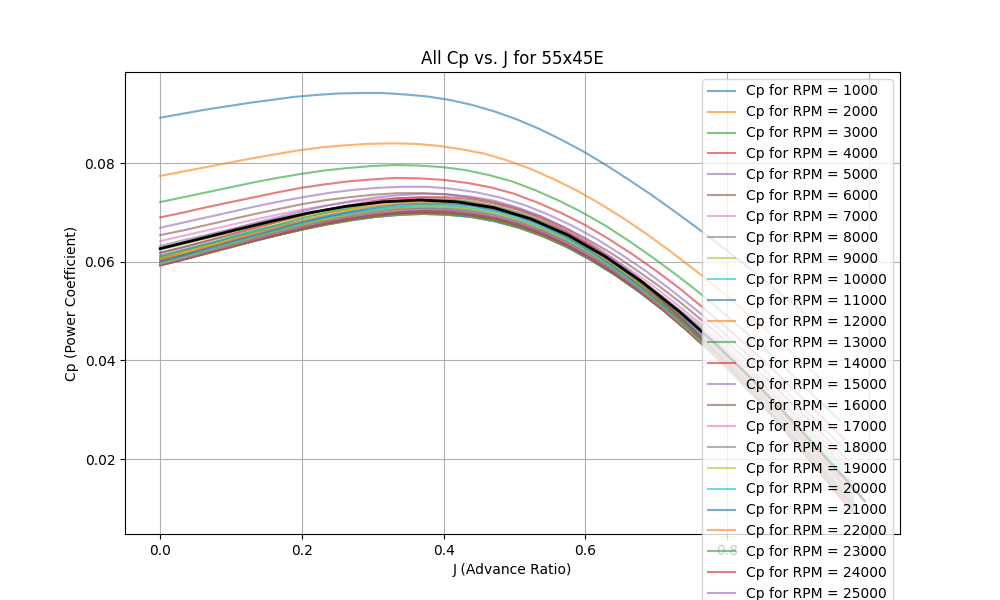 All Cp vs. J for 55x45E
Cp (Power Coefficient)
0.08
0.06
0.04
0.02
0.0
0.2
0.4
0.6
0.8
J (Advance Ratio)
Cp for RPM = 1000
Cp for RPM = 2000
Cp for RPM = 3000
Cp for RPM = 4000
Cp for RPM = 5000
Cp for RPM = 6000
Cp for RPM = 7000
Cp for RPM = 8000
Cp for RPM = 9000
Cp for RPM = 10000
Cp for RPM = 11000
Cp for RPM = 12000
Cp for RPM = 13000
Cp for RPM = 14000
Cp for RPM = 15000
Cp for RPM = 16000
Cp for RPM = 17000
Cp for RPM = 18000
Cp for RPM = 19000
Cp for RPM = 20000
Cp for RPM = 21000
Cp for RPM = 22000
Cp for RPM = 23000
Cp for RPM = 24000
Cp for RPM = 25000